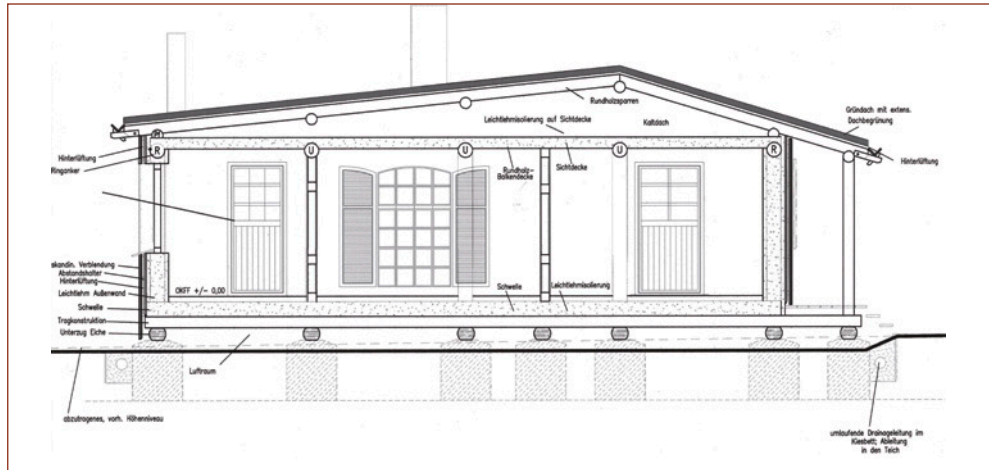 Rundholzsparren
Gründach mit extens.
Dachbegrünung
Leichtlehmisolierung auf Sichtdecke
Kaltdach
Hinterlüftung
Ringanker
R
U
U
U
R
Rundholz-
Balkendecke
Sichtdecke
Hinterlüftung
skandin. Verblendung
Abstandshalter
Hinterlüftung
Leichtlehm Außenwand
Schwelle
Tragkonstruktion
Unterzug Eiche
OKFF +/- 0,00
Schwelle
Leichtlehmisolierung
Luftraum
abzutragenes, vorh. Höhenniveau
umlaufende Drainageleitung im
Kiesbett; Ableitung
in den Teich